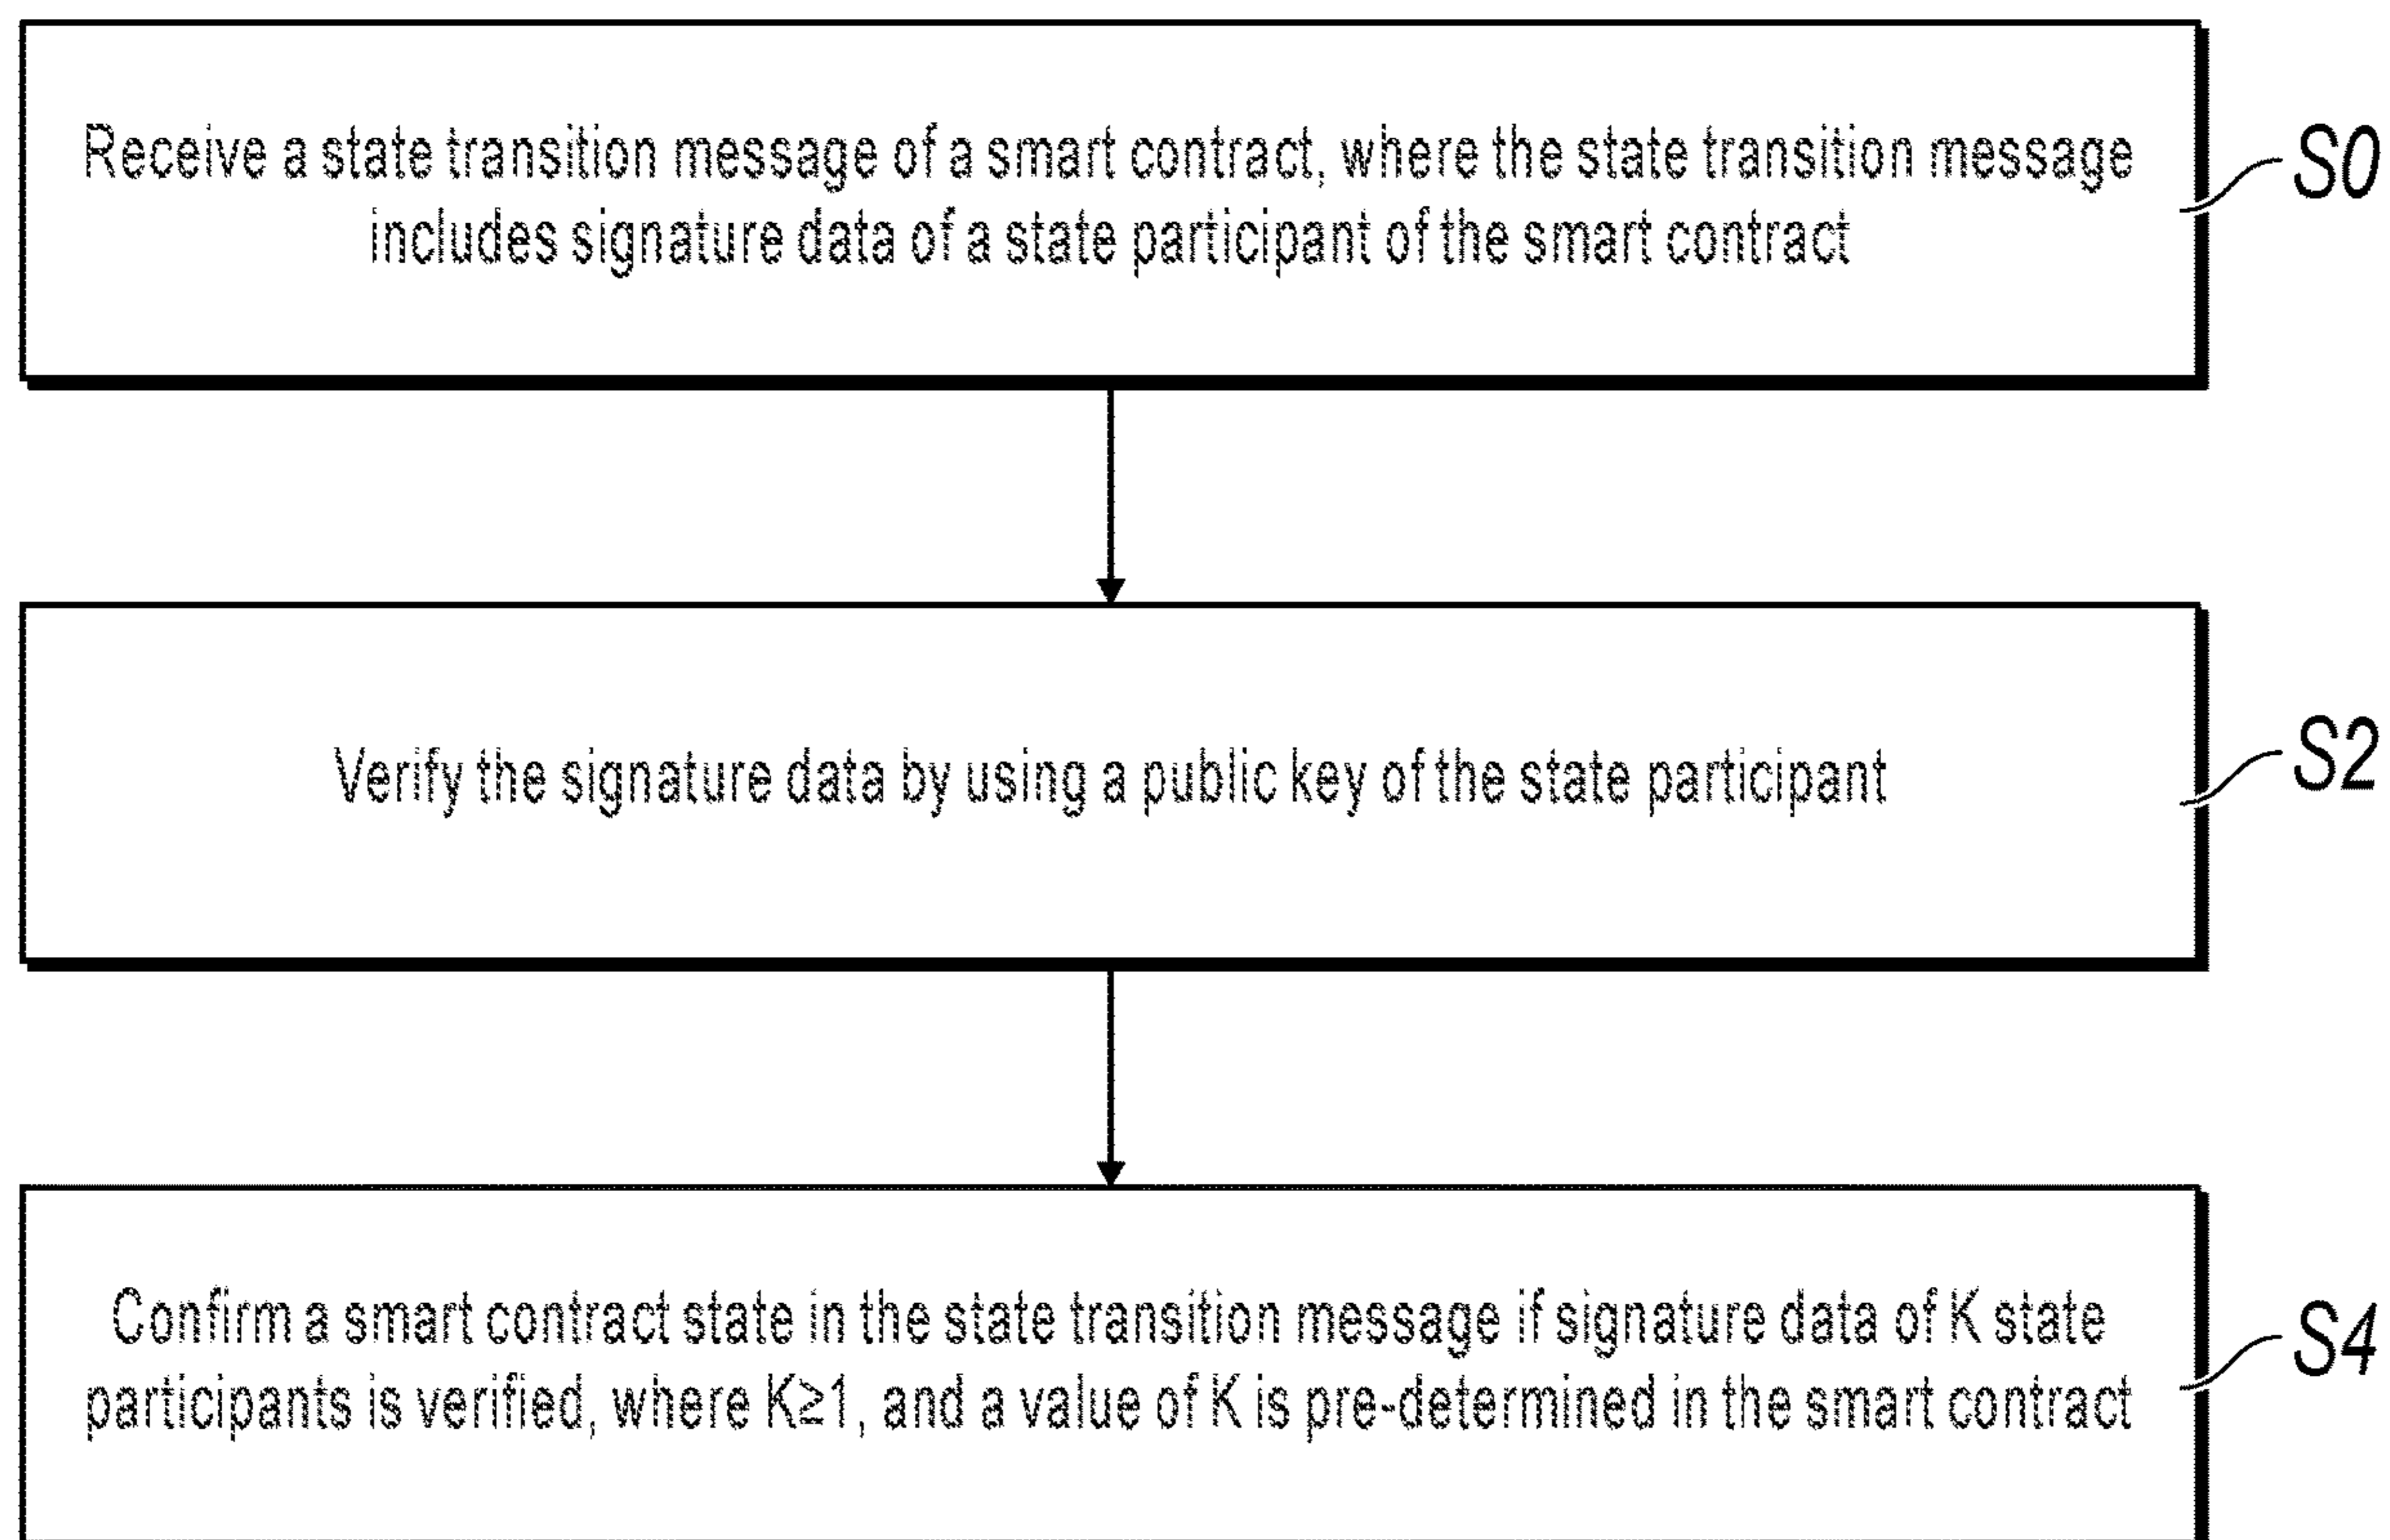 Receive a state transition message of a smart contract, where the state transition message
includes signature data of a state participant of the smart contract
S0
Verify the signature data by using a public key of the state participant
S2
Confirm a smart contract state in the state transition message if signature data of K state
participants is verified, where K≥1, and a value of K is pre-determined in the smart contract
S4